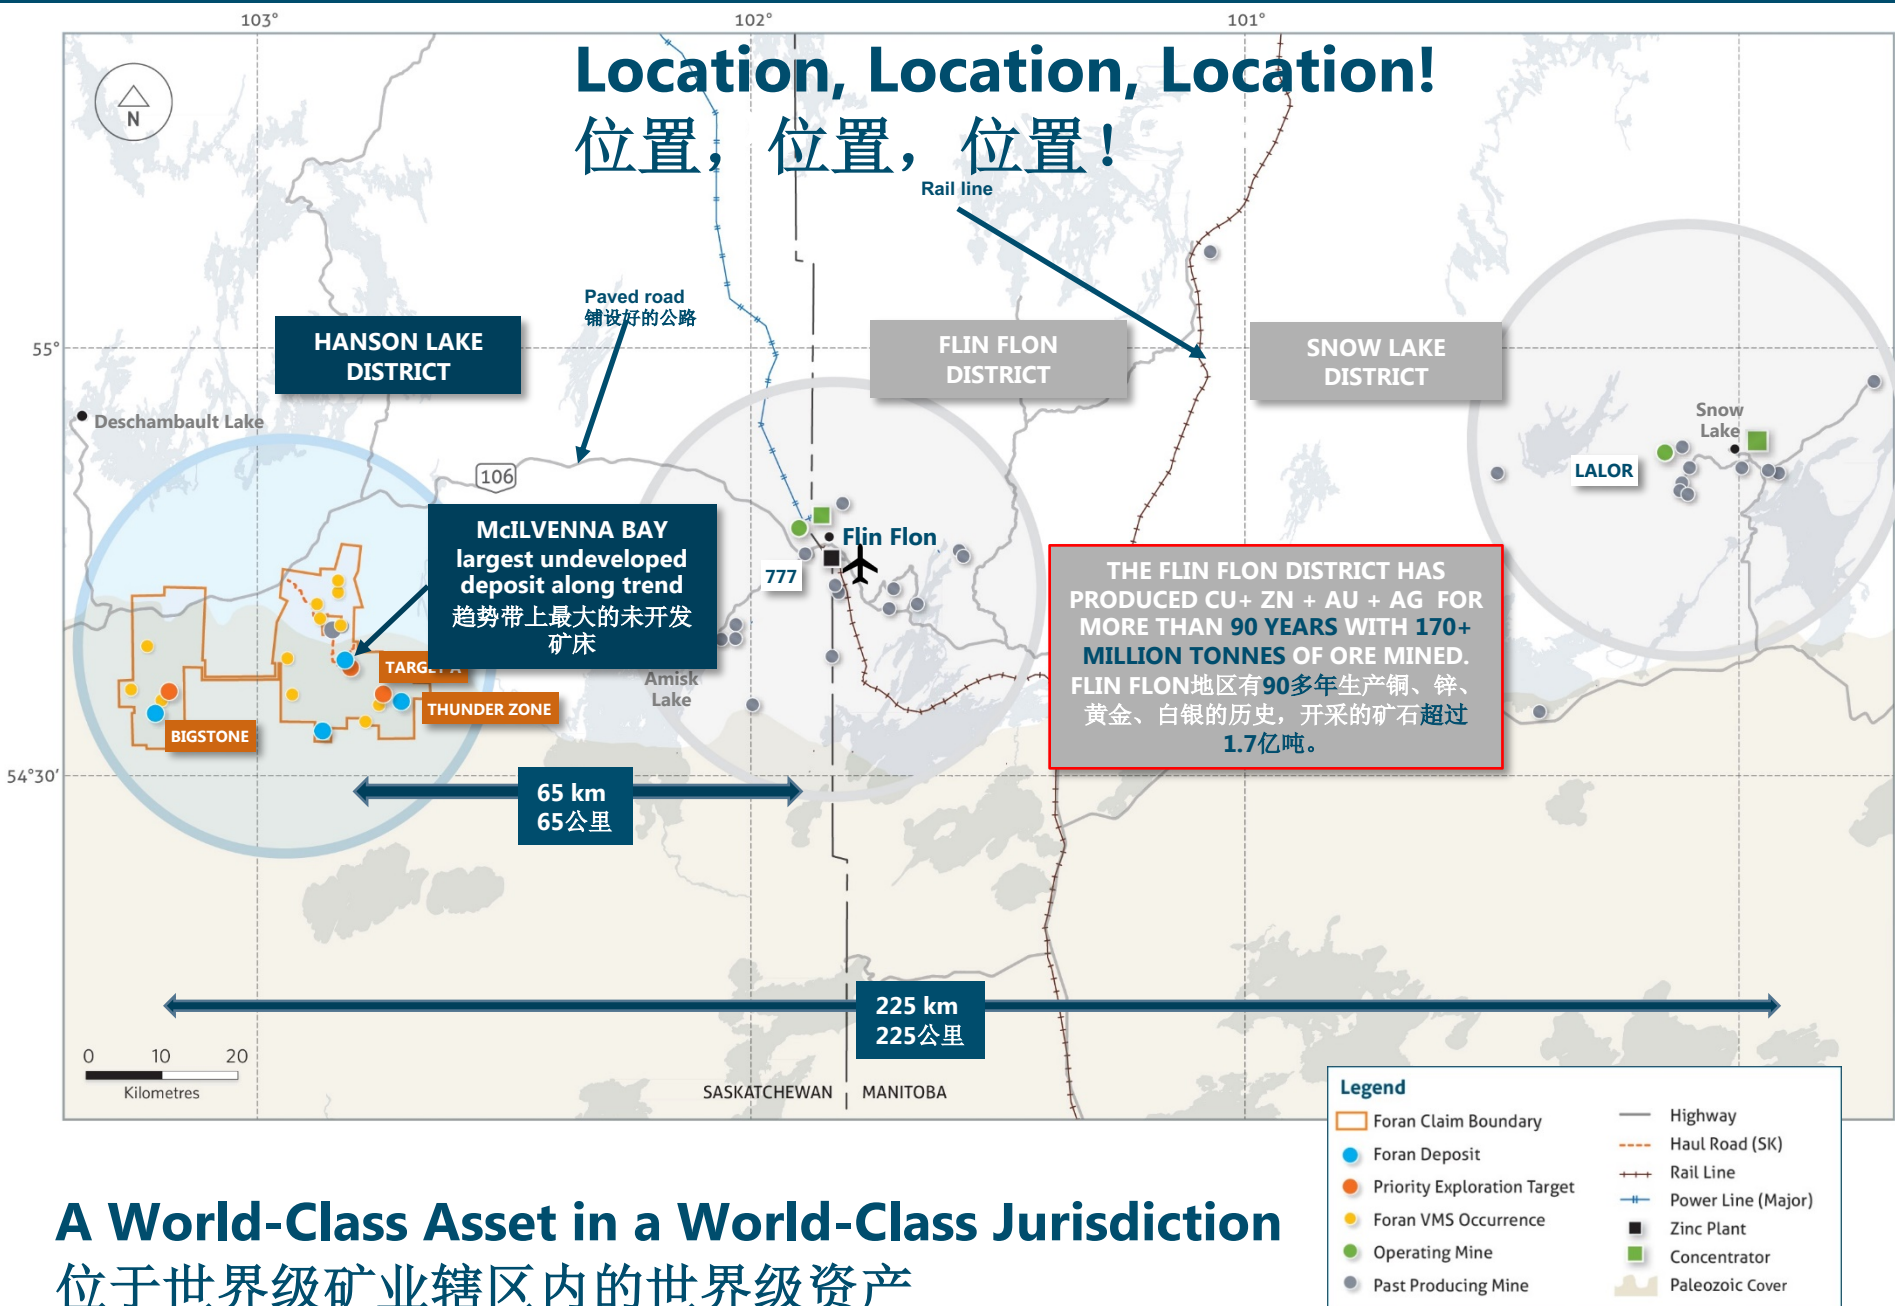 103°
102°
101°
Location, Location, Location!
位置，位置，位置！
N
Rail line
Paved road
铺设好的公路
HANSON LAKE
DISTRICT
FLIN FLON
DISTRICT
SNOW LAKE
DISTRICT
55°
Deschambault Lake
Snow
Lake
106
LALOR
McILVENNA BAY
largest undeveloped
deposit along trend
趋势带上最大的未开发
矿床
Flin Flon
777
THE FLIN FLON DISTRICT HAS
PRODUCED CU+ ZN + AU + AG FOR
MORE THAN 90 YEARS WITH 170+
MILLION TONNES OF ORE MINED.
FLIN FLON地区有90多年生产铜、锌、
黄金、白银的历史，开采的矿石超过
1.7亿吨。
TARGET A
Amisk
Lake
THUNDER ZONE
BIGSTONE
54°30′
65 km
65公里
225 km
225公里
0 10 20
Kilometres
SASKATCHEWAN MANITOBA
Legend
Foran Claim Boundary
Foran Deposit
Priority Exploration Target
Foran VMS Occurrence
Operating Mine
Past Producing Mine
Highway
Haul Road (SK)
Rail Line
Power Line (Major)
Zinc Plant
Concentrator
Paleozoic Cover
A World-Class Asset in a World-Class Jurisdiction
位于世界级矿业辖区内的世界级资产